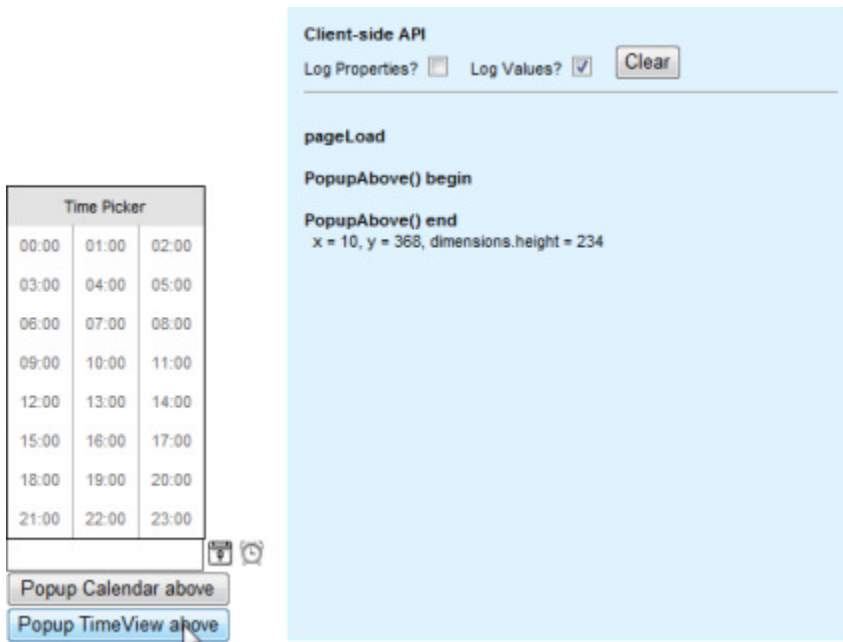 Client-side API
Log Properties? Log Values? Clear
pageLoad
PopupAbove() begin
PopupAbove() end
x = 10, y = 368, dimensions.height = 234
Time Picker
00:00 01:00 02:00
03:00 04:00 05:00
06:00 07:00 08:00
09:00 10:00 11:00
12:00 13:00 14:00
15:00 16:00 17:00
18:00 19:00 20:00
21:00 22:00 23:00
Popup Calendar above
Popup TimeView above